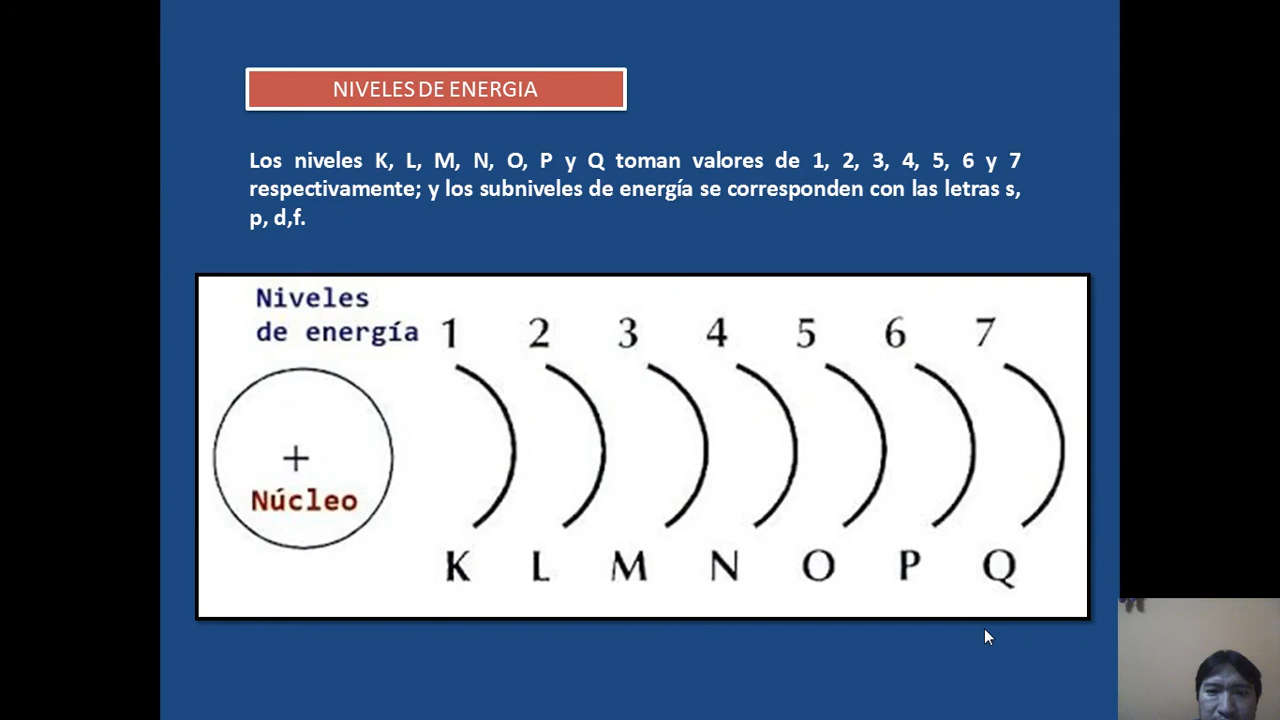 NIVELES DE ENERGIA
Los niveles K, L, M, N, O, P y Q toman valores de 1, 2, 3, 4, 5, 6 y 7
respectivamente; y los subniveles de energía se corresponden con las letras s,
p, d,f.
Niveles
de energía 1 2 3 4 5 6 7
+
Núcleo
K L M N O P Q